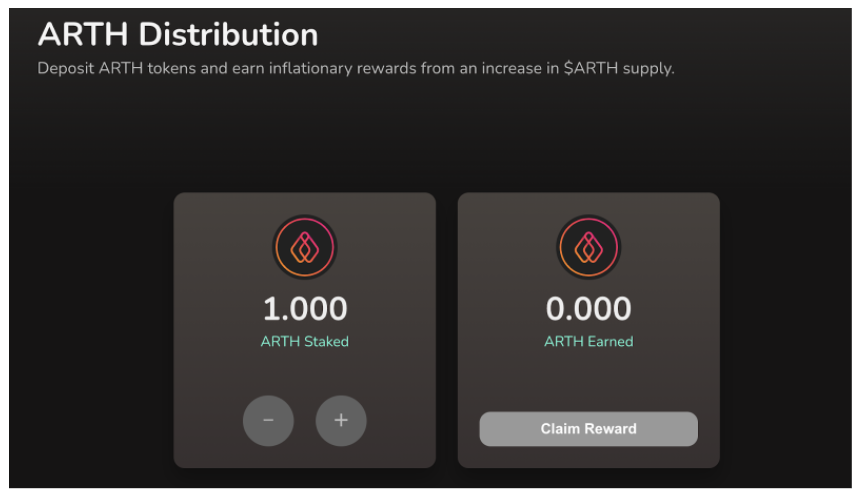 ARTH Distribution
Deposit ARTH tokens and earn inflationary rewards from an increase in $ARTH supply.
1.000
ARTH Staked
−
+
0.000
ARTH Earned
Claim Reward